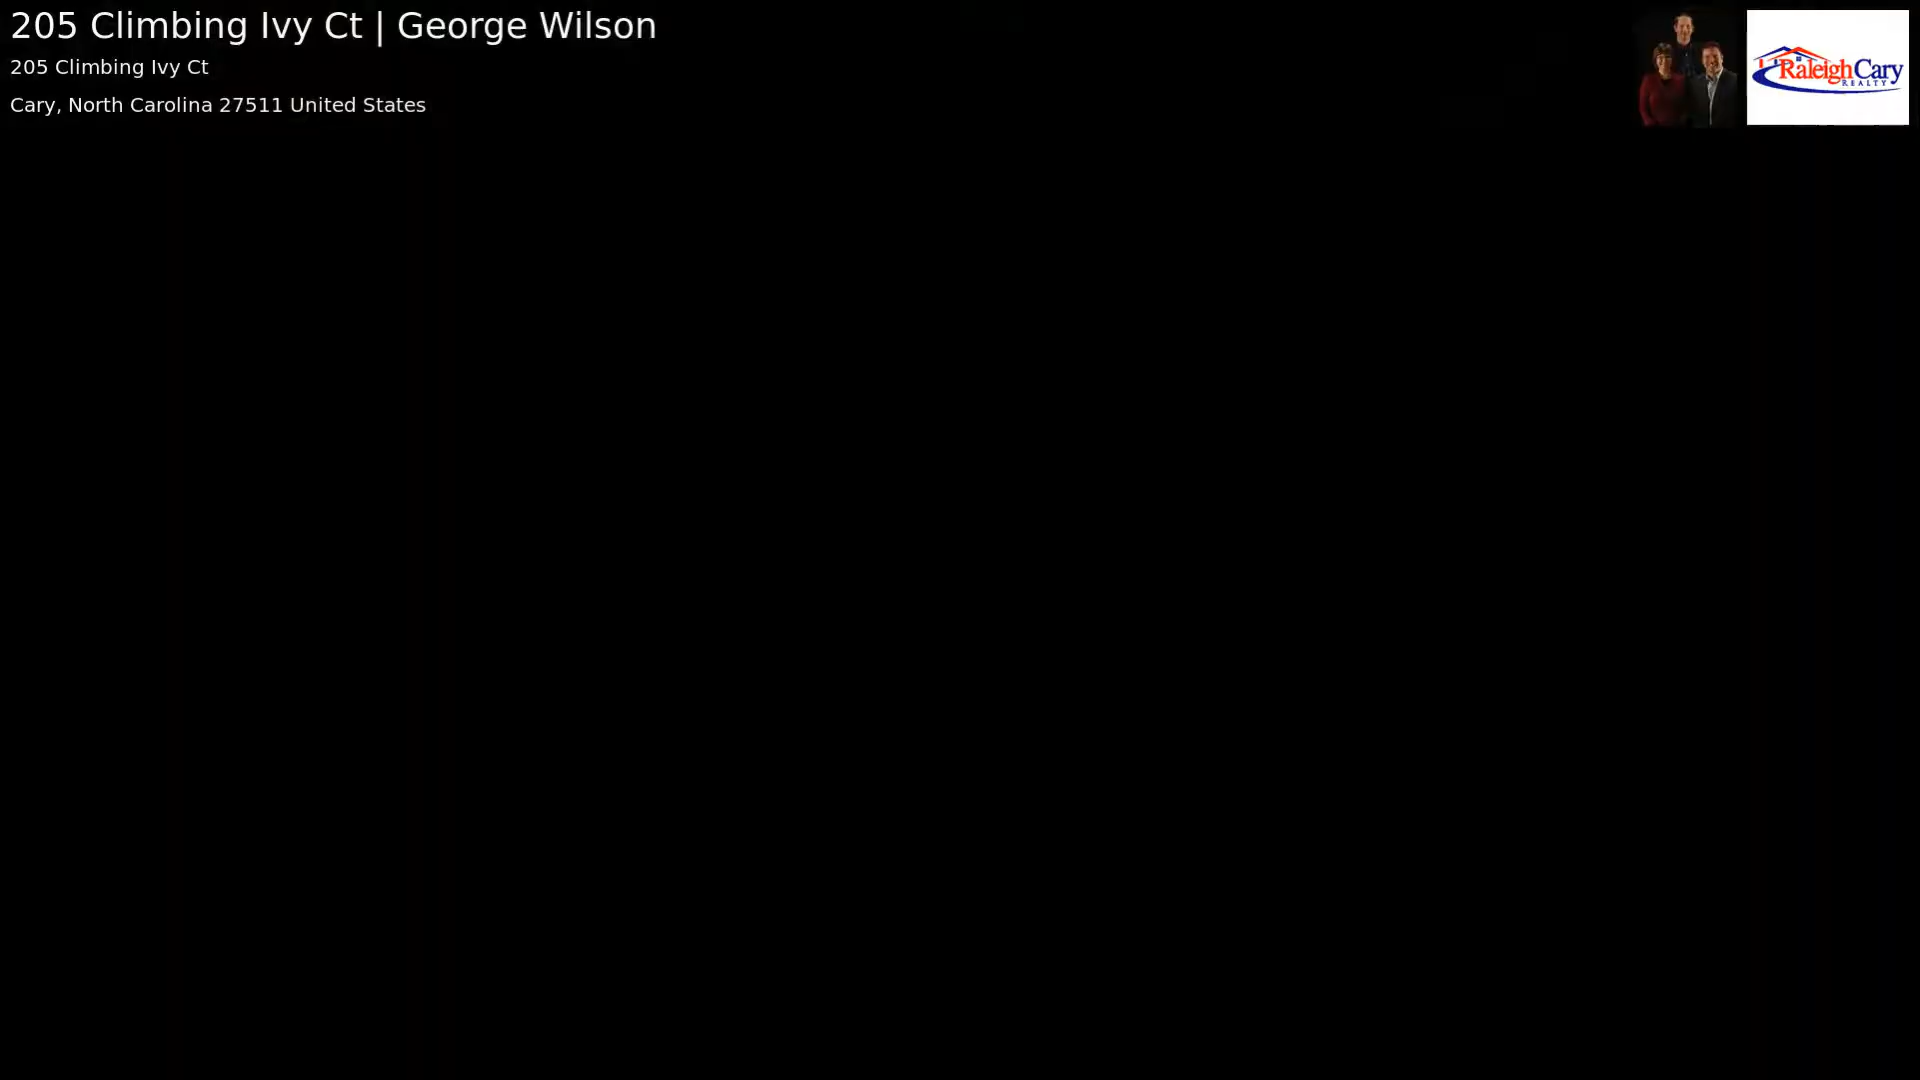 205 Climbing Ivy Ct | George Wilson
205 Climbing Ivy Ct
Cary, North Carolina 27511 United States
RaleighCary
REALTY